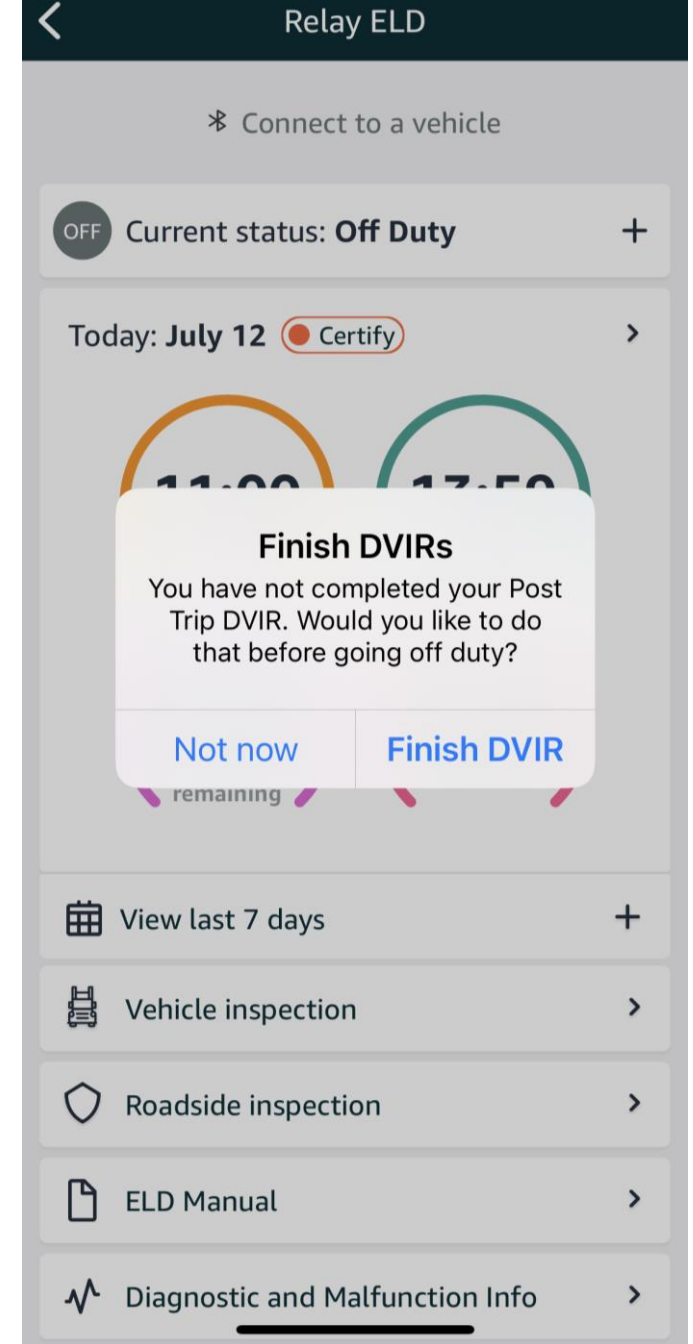 Relay ELD
Connect to a vehicle
OFF Current status: Off Duty
Today: July 12 Certify
Finish DVIRs
You have not completed your Post
Trip DVIR. Would you like to do
that before going off duty?
Not now Finish DVIR
remaining
View last 7 days
Vehicle inspection
Roadside inspection
ELD Manual
Diagnostic and Malfunction Info